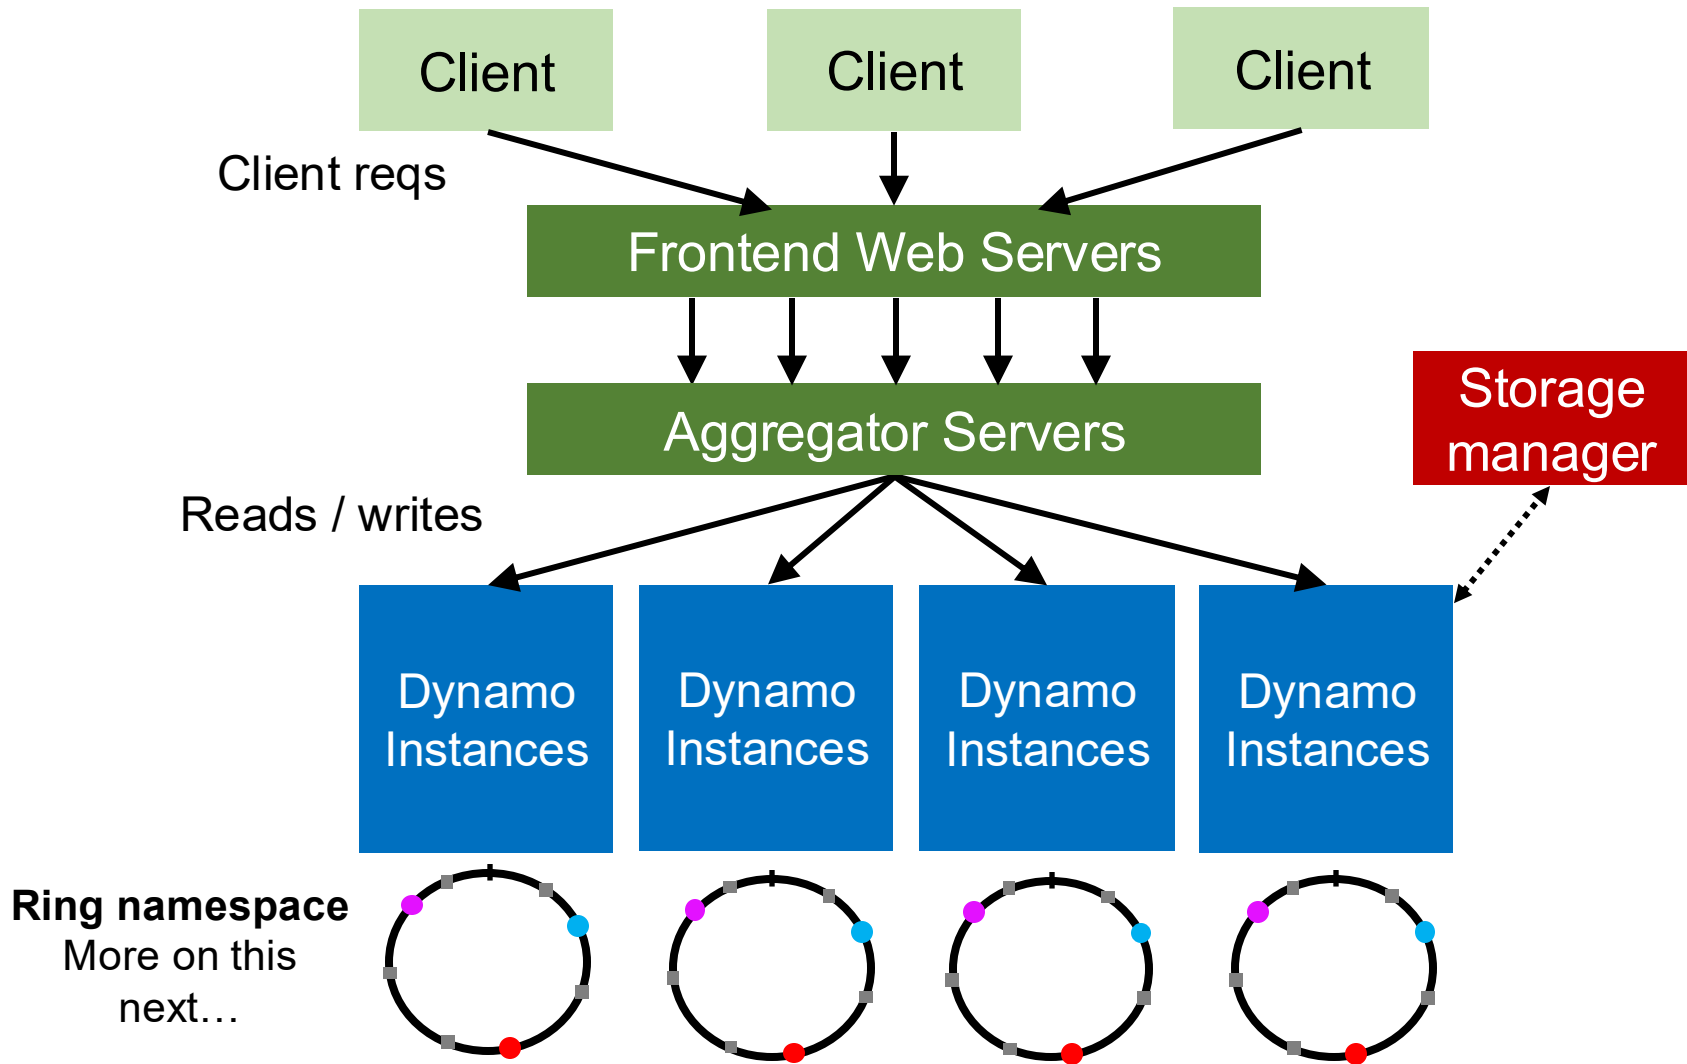 Client
Client
Client
Client reqs
Frontend Web Servers
Aggregator Servers
Storage
manager
Reads / writes
Dynamo
Instances
Dynamo
Instances
Dynamo
Instances
Dynamo
Instances
Ring namespace
More on this
next…